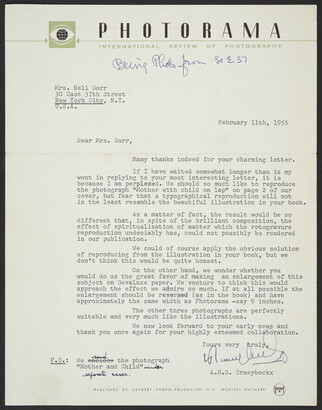 PHOTORAMA
INTERNATIONAL REVIEW OF PHOTOGRAPHY
Being Photo from 30 E 37
Mrs. Nell Dorr
30 East 37th Street
New York City, N.Y.
U.S.A.
February 11th, 1955
Dear Mrs. Dorr,
Many thanks indeed for your charming letter.
If I have waited somewhat longer than is my
wont in replying to your most interesting letter, it is
because I am perplexed. We should so much like to reproduce
the photograph "Mother with child on lap" on page 2 of our
cover, but fear that a typographical reproduction will not
in the least resemble the beautiful illustration in your book.
As a matter of fact, the result would be so
different that, in spite of the brilliant composition, the
effect of spiritualisation of matter which the rotogravure
reproduction undeniably has, could not possibly be rendered
in our publication.
We could of course apply the obvious solution
of reproducing from the illustration in your book, but we
don't think this would be quite honest.
On the other hand, we wonder whether you
would do us the great favor of making an enlargement of this
subject on Gevaluxe paper. We venture to think this would
approach the effect we admire so much. If at all possible the
enlargement should be reversed (as in the book) and have
approximately the same width as Photorama -say 9 inches.
The other three photographs are perfectly
suitable and very much like the illustrations.
We now look forward to your early news and
thank you once again for your highly esteemed collaboration.
Yours very truly,
P.S.: We enclose send the photograph
"Mother and Child" under
separate cover.
A.H.S. Craeybeckx
PUBLISHED BY GEVAERT PHOTO-PRODUCTEN N.V. MORTSEL-ANTWERP